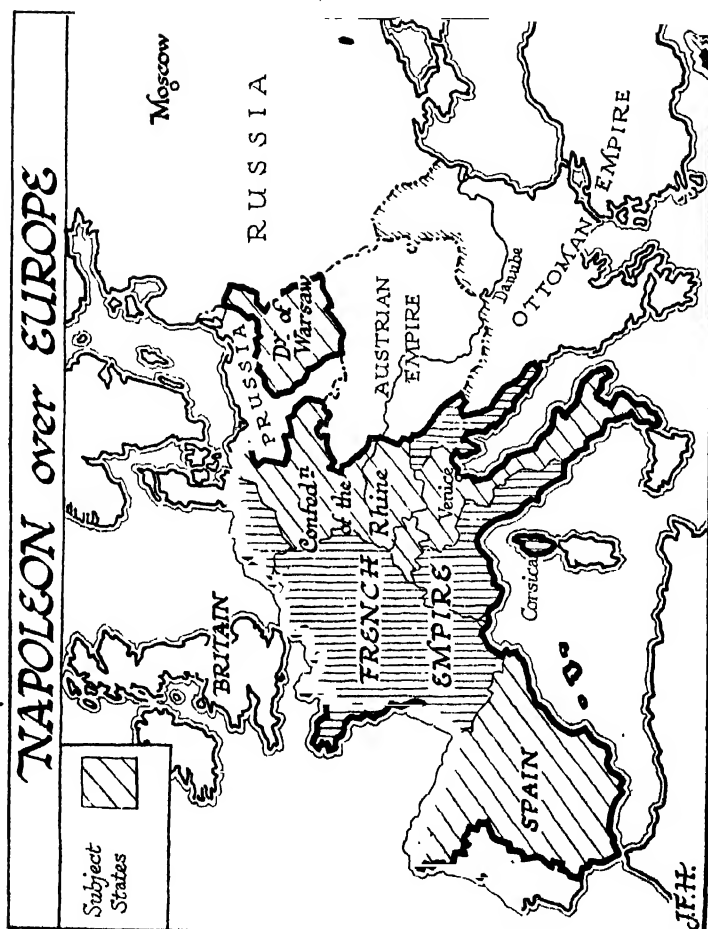 NAPOLEON over EUROPE
Subject
States
Moscow
RUSSIA
BRITAIN
PRUSSIA
Dy. of
Warsaw
Confed.n
of the
Rhine
AUSTRIAN
EMPIRE
FRENCH
EMPIRE
Venice
Danube
OTTOMAN EMPIRE
Corsica
SPAIN
J.F.H.